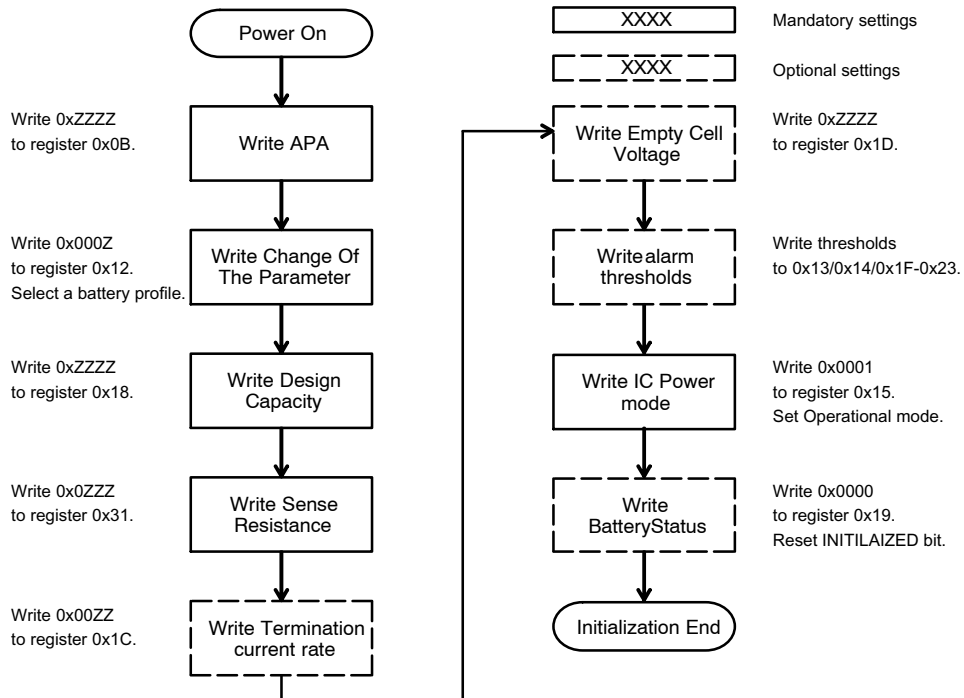 Power On
Write 0xZZZZ
to register 0x0B.
Write APA
Write 0x000Z
to register 0x12.
Select a battery profile.
Write Change Of
The Parameter
Write 0xZZZZ
to register 0x18.
Write Design
Capacity
Write 0x0ZZZ
to register 0x31.
Write Sense
Resistance
Write 0x00ZZ
to register 0x1C.
Write Termination
current rate
XXXX
Mandatory settings
XXXX
Optional settings
Write Empty Cell
Voltage
Write 0xZZZZ
to register 0x1D.
Writealarm
thresholds
Write thresholds
to 0x13/0x14/0x1F-0x23.
Write IC Power
mode
Write 0x0001
to register 0x15.
Set Operational mode.
Write
BatteryStatus
Write 0x0000
to register 0x19.
Reset INITILAIZED bit.
Initialization End